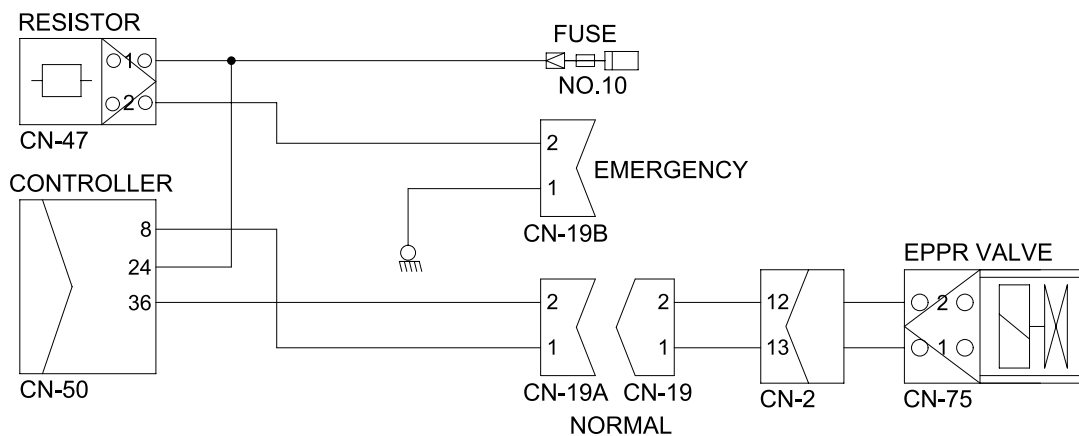 RESISTOR
FUSE
1
NO.10
2
CN-47
2
EMERGENCY
1
CONTROLLER
CN-19B
8
24
36
EPPR VALVE
2
2
12
2
1
1
13
1
CN-50
CN-19A
CN-19
CN-2
CN-75
NORMAL